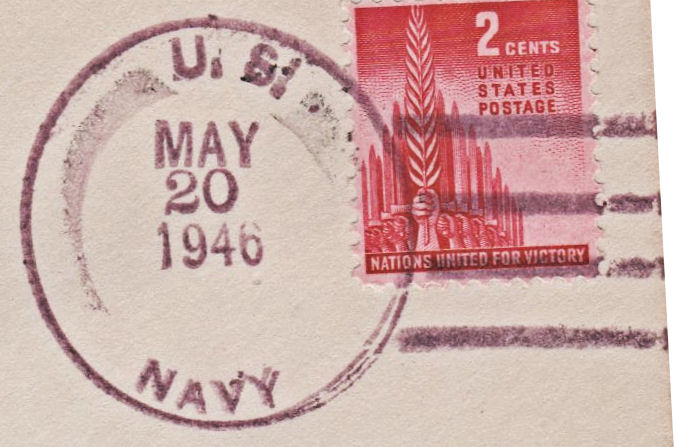 U. S.
MAY
20
1946
NAVY
2 CENTS
UNITED
STATES
POSTAGE
NATIONS UNITED FOR VICTORY